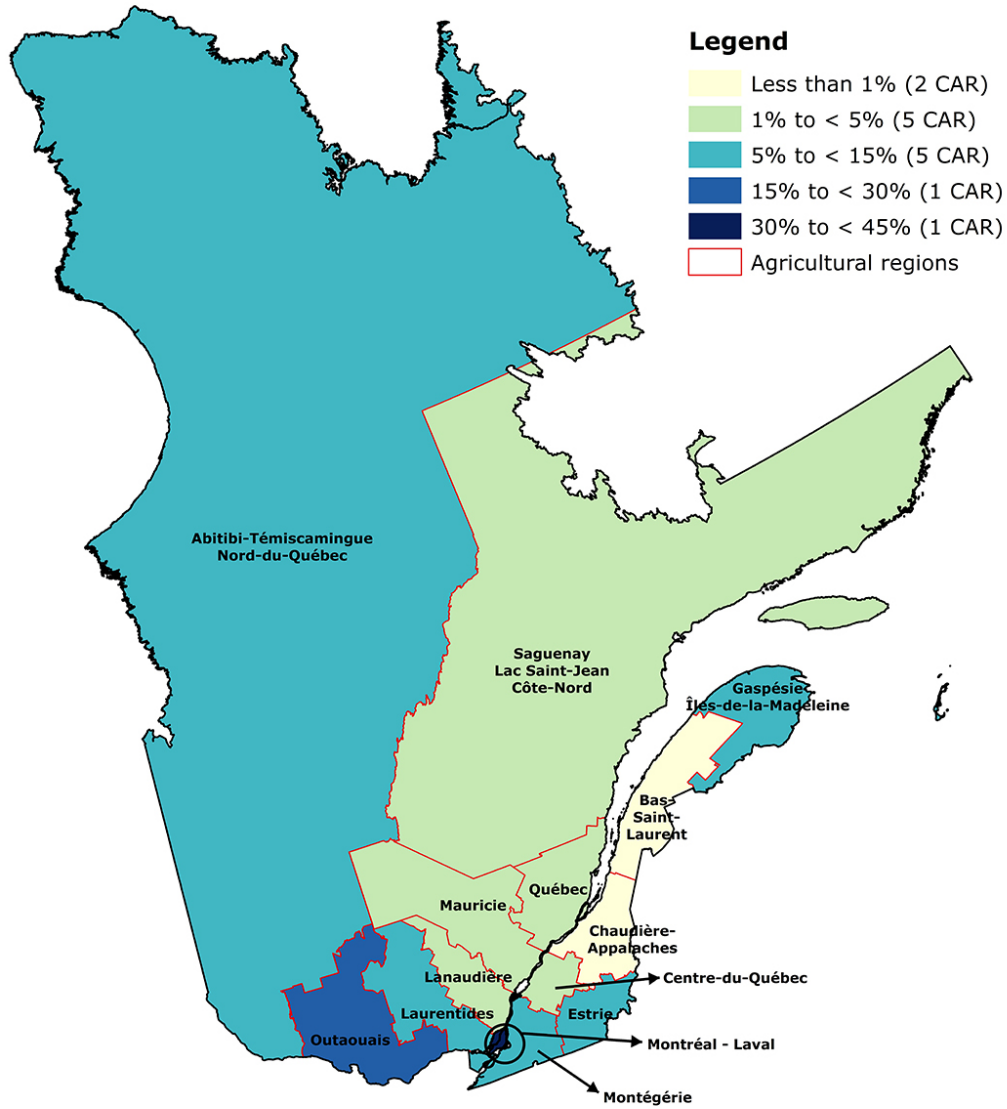 Legend
Less than 1% (2 CAR)
1% to < 5% (5 CAR)
5% to < 15% (5 CAR)
15% to < 30% (1 CAR)
30% to < 45% (1 CAR)
Agricultural regions
Abitibi-Témiscamingue
Nord-du-Québec
Saguenay
Lac Saint-Jean
Côte-Nord
Gaspésie-
Îles-de-la-Madeleine
Bas-
Saint-
Laurent
Québec
Mauricie
Chaudière-
Appalaches
Lanaudière
Centre-du-Québec
Laurentides
Estrie
Outaouais
Montréal - Laval
Montégérie